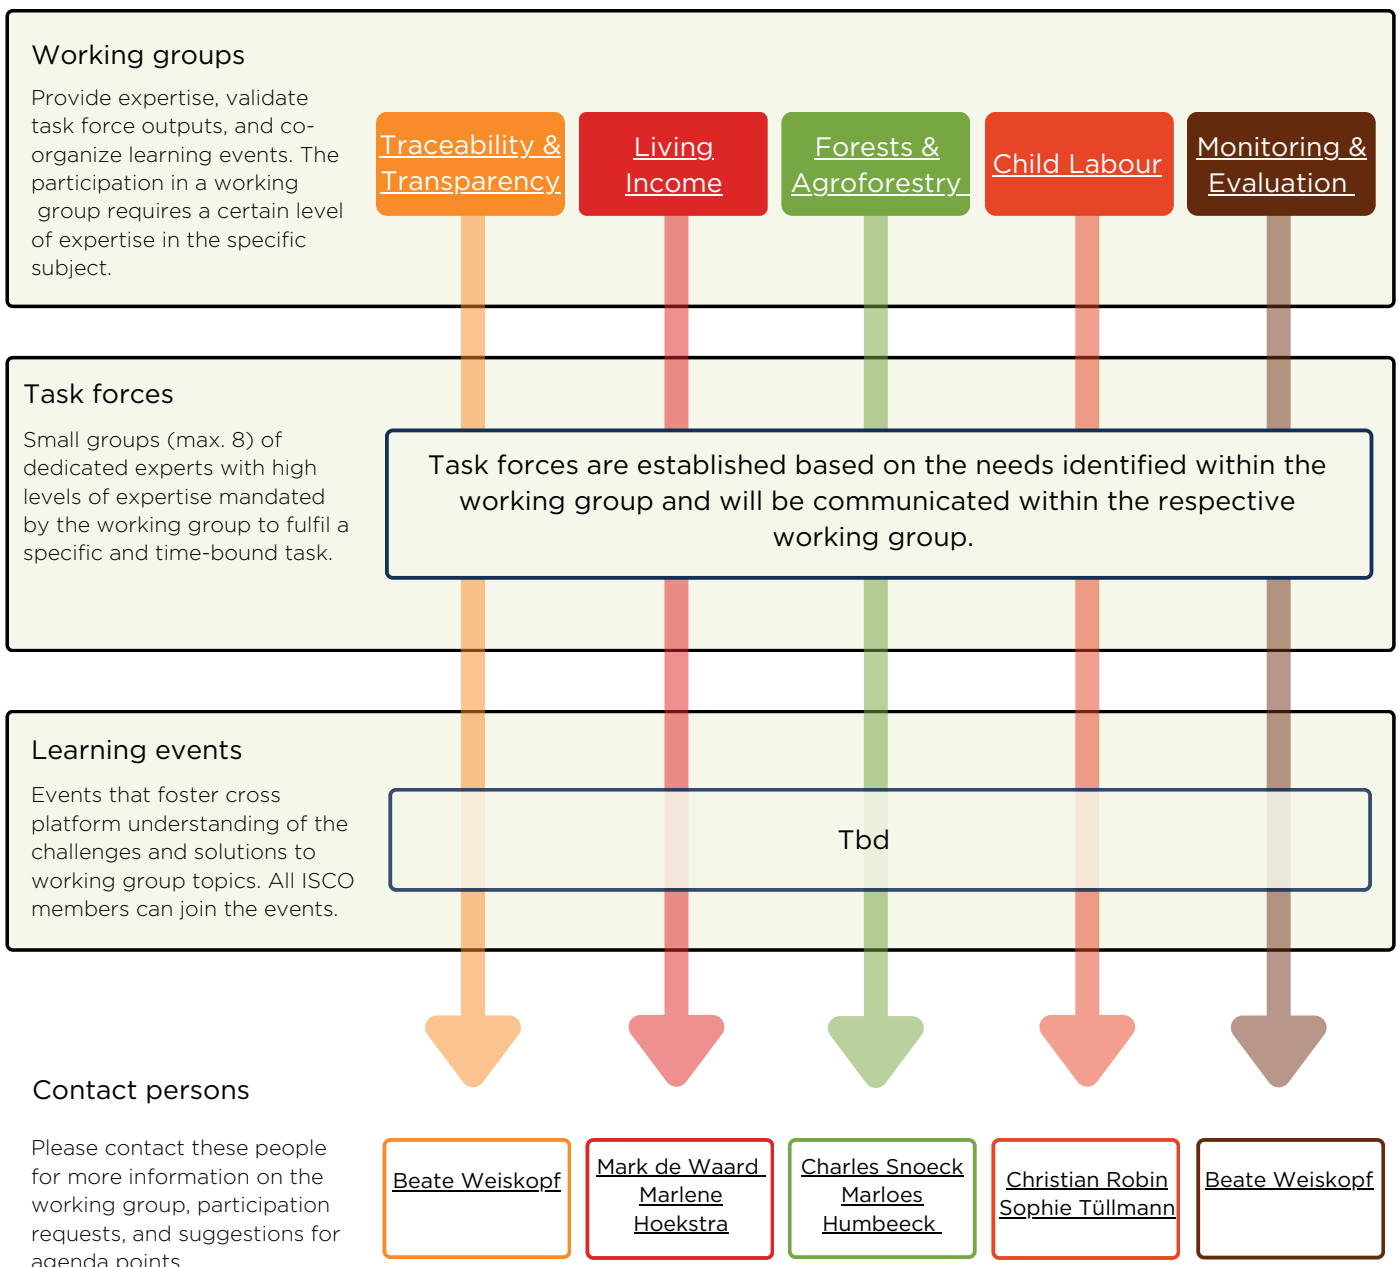 Working groups
Provide expertise, validate
task force outputs, and co-
organize learning events. The
participation in a working
group requires a certain level
of expertise in the specific
subject.
Traceability &
Transparency
Living
Income
Forests &
Agroforestry
Child Labour
Monitoring &
Evaluation
Task forces
Small groups (max. 8) of
dedicated experts with high
levels of expertise mandated
by the working group to fulfil a
specific and time-bound task.
Task forces are established based on the needs identified within the
working group and will be communicated within the respective
working group.
Learning events
Events that foster cross
platform understanding of the
challenges and solutions to
working group topics. All ISCO
members can join the events.
Tbd
Contact persons
Please contact these people
for more information on the
working group, participation
requests, and suggestions for
agenda points
Beate Weiskopf
Mark de Waard
Marlene
Hoekstra
Charles Snoeck
Marloes
Humbeeck
Christian Robin
Sophie Tüllmann
Beate Weiskopf